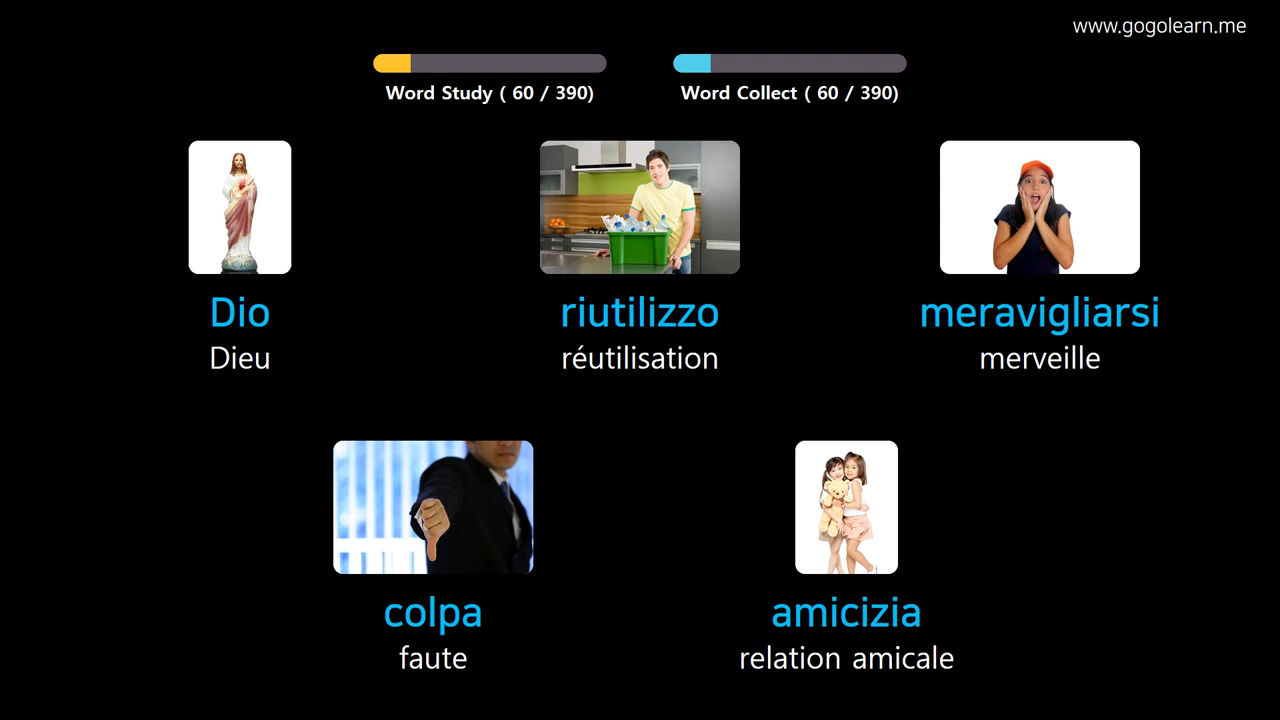 www.gogolearn.me
Word Study ( 60 / 390)
Word Collect ( 60 / 390)
Dio
Dieu
riutilizzo
réutilisation
meravigliarsi
merveille
colpa
faute
amicizia
relation amicale